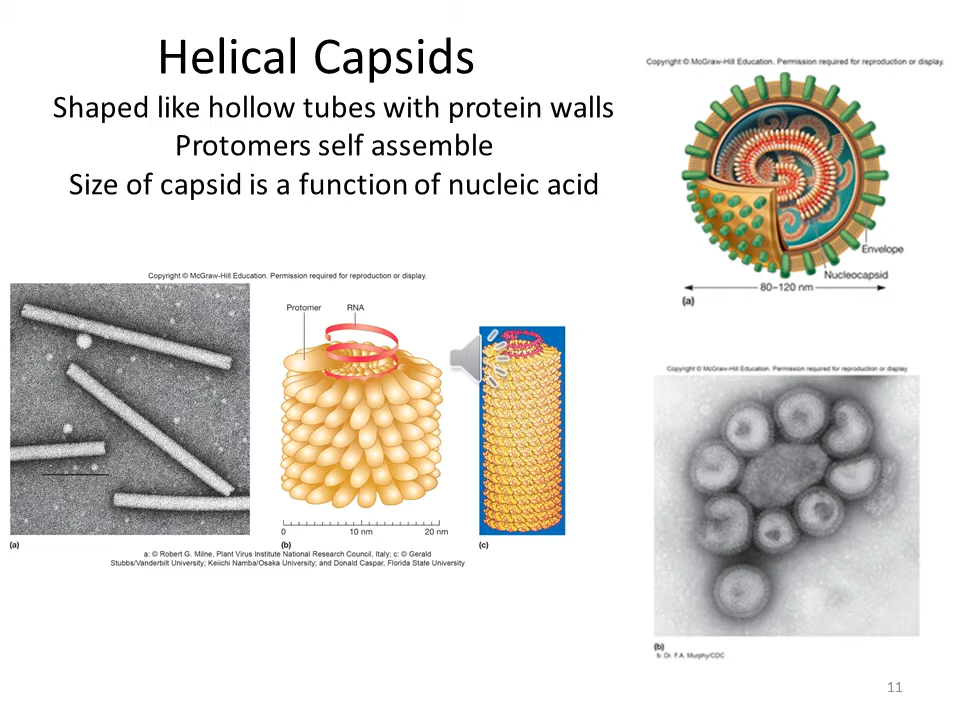 Helical Capsids
Shaped like hollow tubes with protein walls
Protomers self assemble
Size of capsid is a function of nucleic acid
Copyright © McGraw-Hill Education. Permission required for reproduction or display.
Envelope
Nucleocapsid
80–120 nm
(a)
Copyright © McGraw-Hill Education. Permission required for reproduction or display.
Protomer
RNA
0
10 nm
20 nm
(a)
(b)
(c)
a: © Robert G. Milne, Plant Virus Institute National Research Council, Italy; c: © Gerald
Stubbs/Vanderbilt University; Keiichi Namba/Osaka University; and Donald Caspar, Florida State University
Copyright © McGraw-Hill Education. Permission required for reproduction or display
(b)
b: Dr. F.A. Murphy/CDC
11